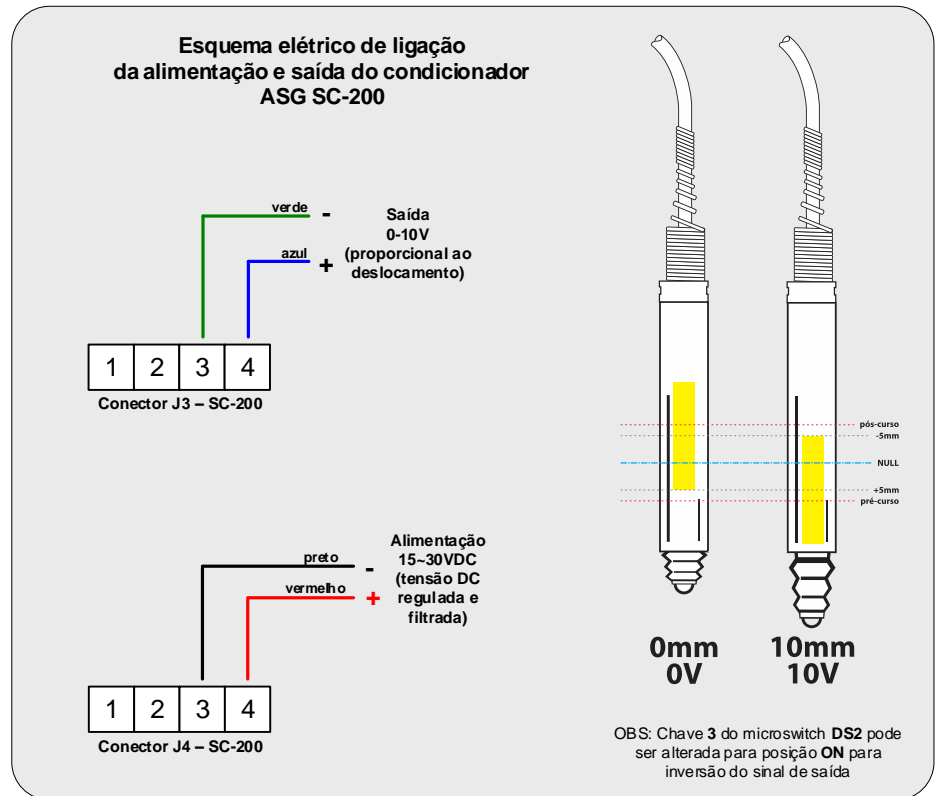 Esquema elétrico de ligação
da alimentação e saída do condicionador
ASG SC-200
verde
-
Saída
0-10V
(proporcional ao
deslocamento)
azul
+
1 2 3 4
Conector J3 – SC-200
preto
-
Alimentação
15~30VDC
(tensão DC
regulada e
filtrada)
vermelho
+
1 2 3 4
Conector J4 – SC-200
pós-curso
-5mm
NULL
+5mm
pré-curso
0mm
0V
10mm
10V
OBS: Chave 3 do microswitch DS2 pode
ser alterada para posição ON para
inversão do sinal de saída